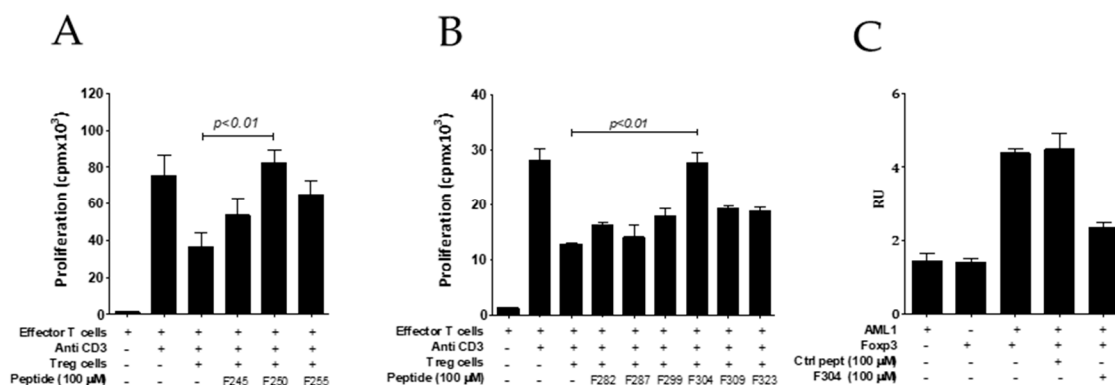 A
Proliferation (cpmx10³)
120
100
80
60
40
20
0
p<0.01
Effector T cells + + + + + +
Anti CD3 - + + + + +
Treg cells - - + + + +
Peptide (100 µM) - - - F245 F250 F255
B
Proliferation (cpmx10³)
40
30
20
10
0
p<0.01
Effector T cells + + + + + + + + +
Anti CD3 - + + + + + + + +
Treg cells - - + + + + + + +
Peptide (100 µM) - - - F282 F287 F299 F304 F309 F323
C
RU
6
4
2
0
AML1 + - + + +
Foxp3 - + + + +
Ctrl pept (100 µM) - - - + -
F304 (100 µM) - - - - +